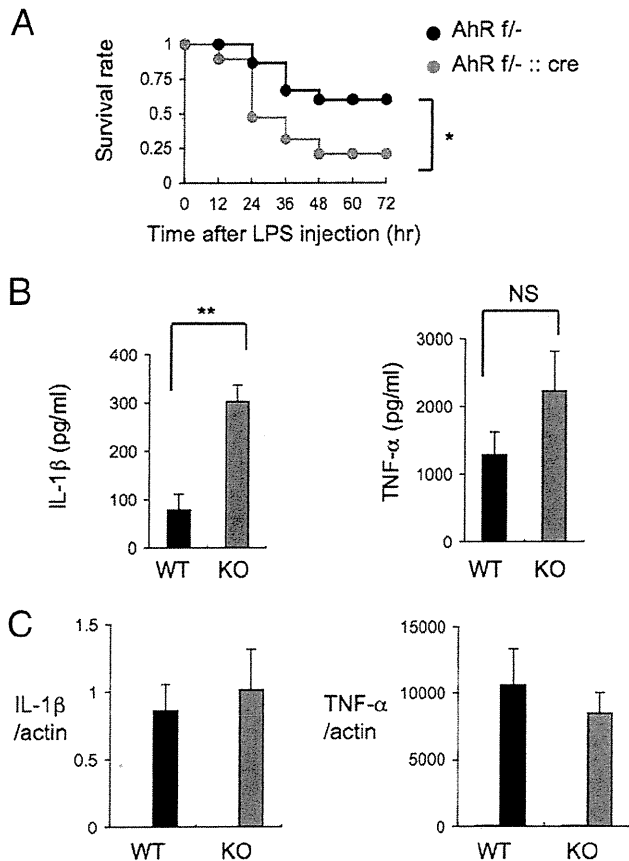 A
AhR f/-
AhR f/- :: cre
Survival rate
1
0.75
0.5
0.25
0
0 12 24 36 48 60 72
Time after LPS injection (hr)
*
B
**
IL-1β (pg/ml)
400
300
200
100
0
WT KO
NS
TNF-α (pg/ml)
3000
2000
1000
0
WT KO
C
IL-1β
/actin
1.5
1
0.5
0
WT KO
TNF-α
/actin
15000
10000
5000
0
WT KO